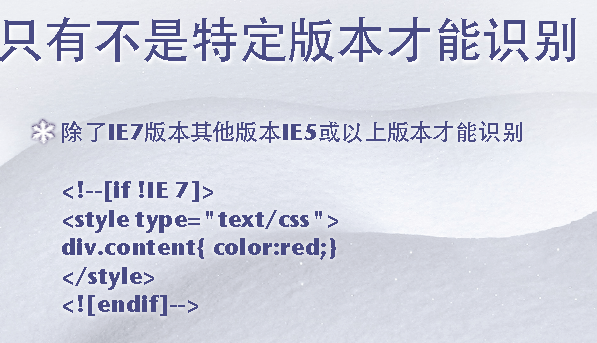 只有不是特定版本才能识别
除了IE7版本其他版本IE5或以上版本才能识别
<!--[if !IE 7]>
<style type="text/css">
div.content{ color:red;}
</style>
<![endif]-->